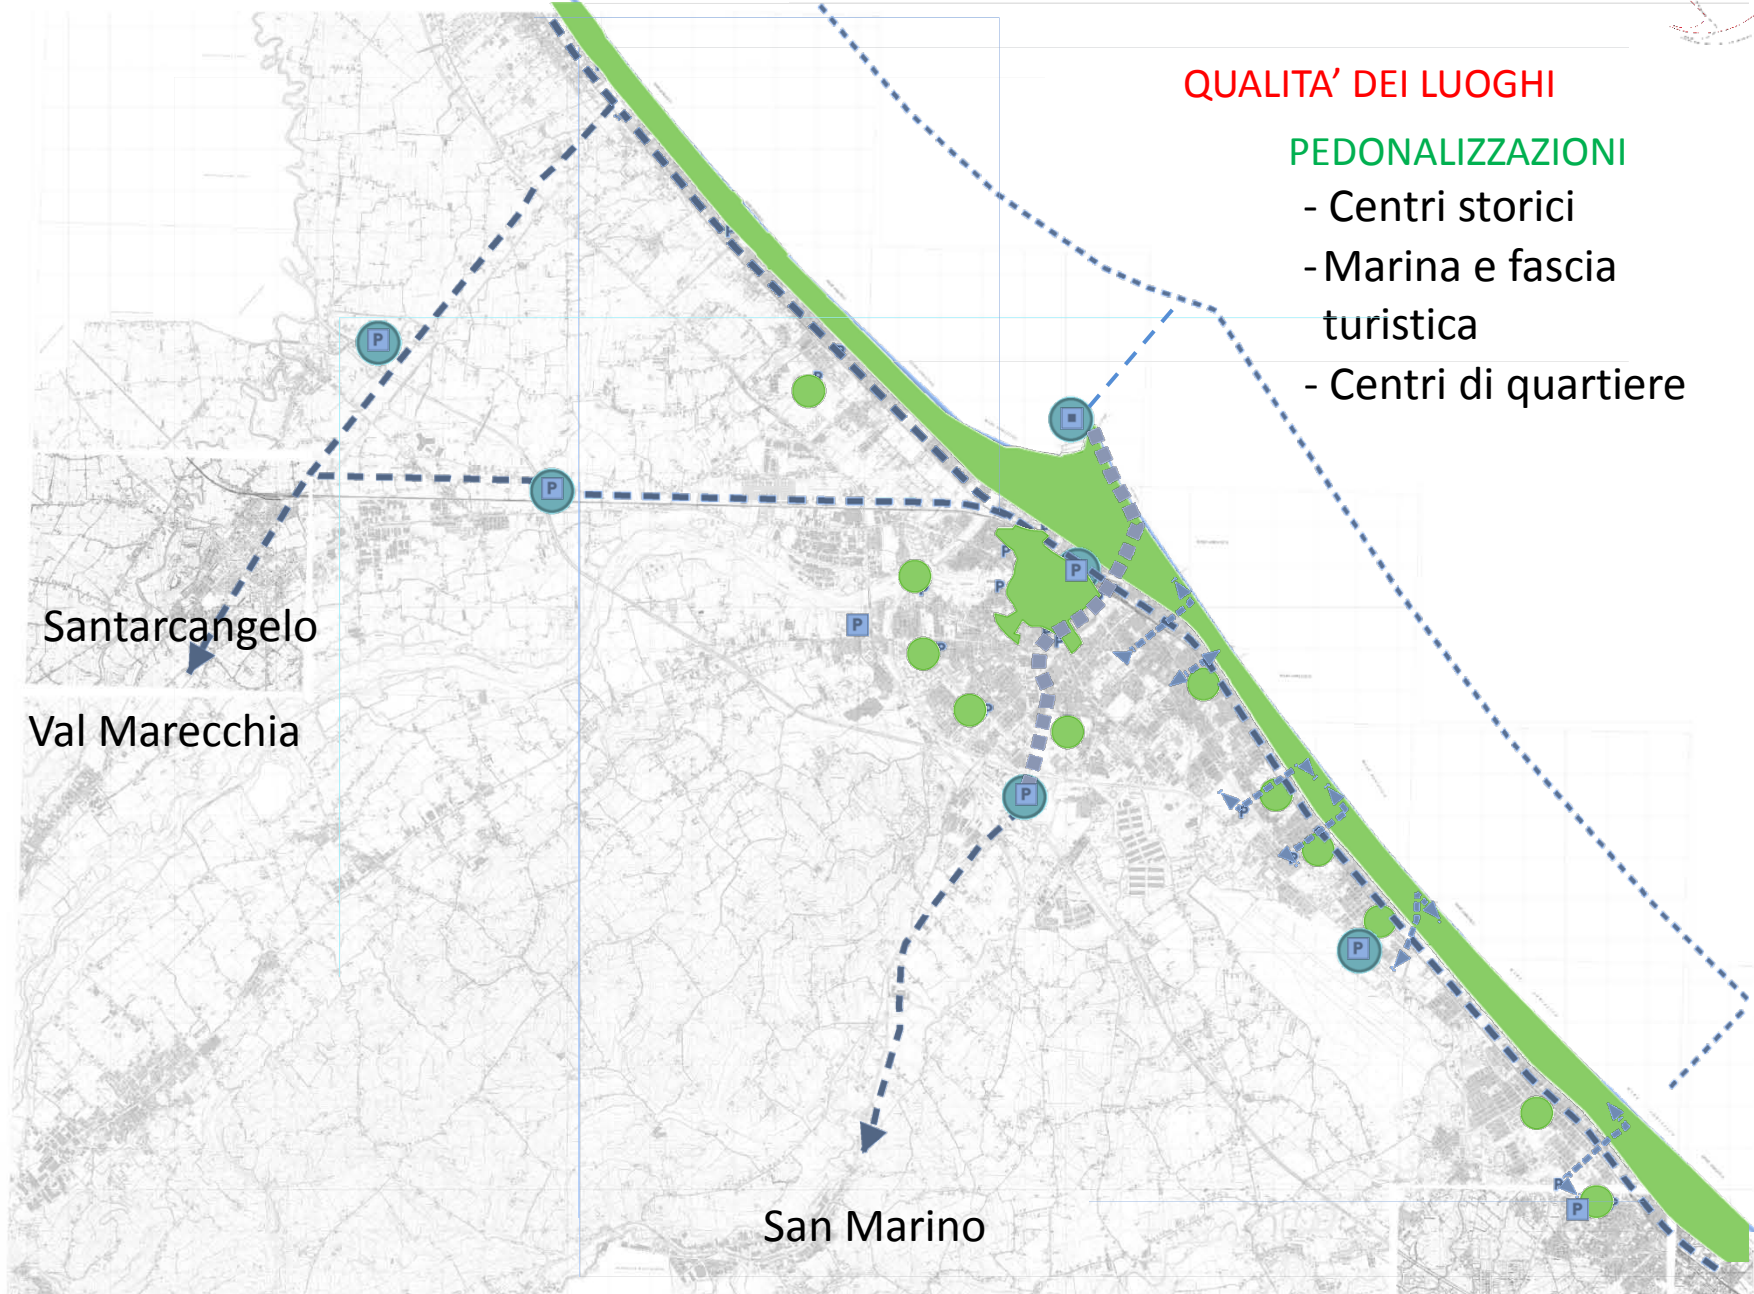 QUALITA’ DEI LUOGHI
PEDONALIZZAZIONI
- Centri storici
- Marina e fascia
turistica
- Centri di quartiere
P
P
P
P
P
P
P
P
P
P
P
P
Santarcangelo
P
P
P
Val Marecchia
P
P
P
P
P
P
San Marino